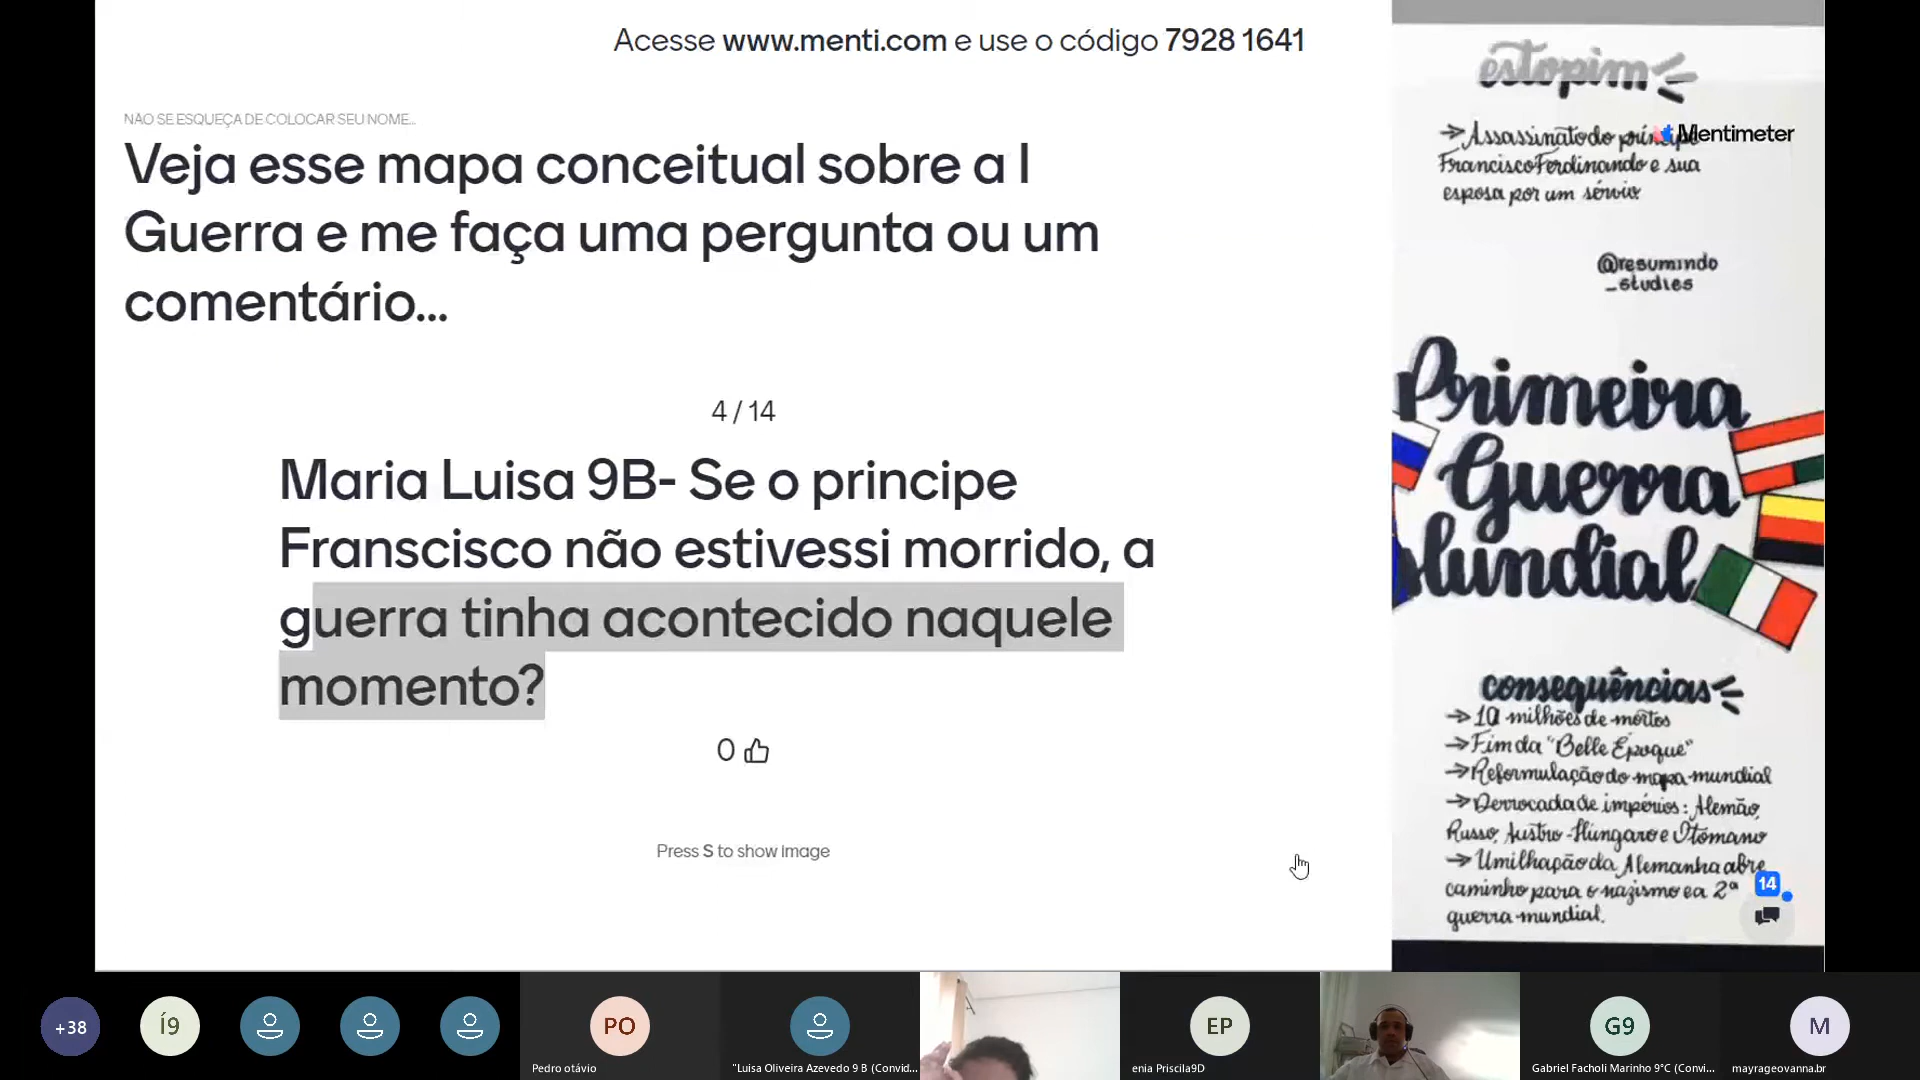 Acesse www.menti.com e use o código 7928 1641
NÃO SE ESQUEÇA DE COLOCAR SEU NOME...
Veja esse mapa conceitual sobre a I
Guerra e me faça uma pergunta ou um
comentário...
4 / 14
Maria Luisa 9B- Se o principe
Franscisco não estivessi morrido, a
guerra tinha acontecido naquele
momento?
0
Press S to show image
estopim
Mentimeter
→Assassinato do príncipe
Francisco Ferdinando e sua
esposa por um sérvio
@resumindo
_studies
Primeira
Guerra
Mundial
consequências
→10 milhões de mortos
→Fim da "Belle Époque"
→Reformulação do mapa-mundial
→Derrocada de impérios: Alemão,
Russo, Austro-Húngaro e Otomano
→Umilhação da Alemanha abre
caminho para o nazismo e a 2ª
guerra mundial.
14
+38
Í9
PO
Pedro otávio
"Luisa Oliveira Azevedo 9 B (Convid...
EP
enia Priscila9D
G9
Gabriel Facholi Marinho 9°C (Convi...
M
mayrageovanna.br